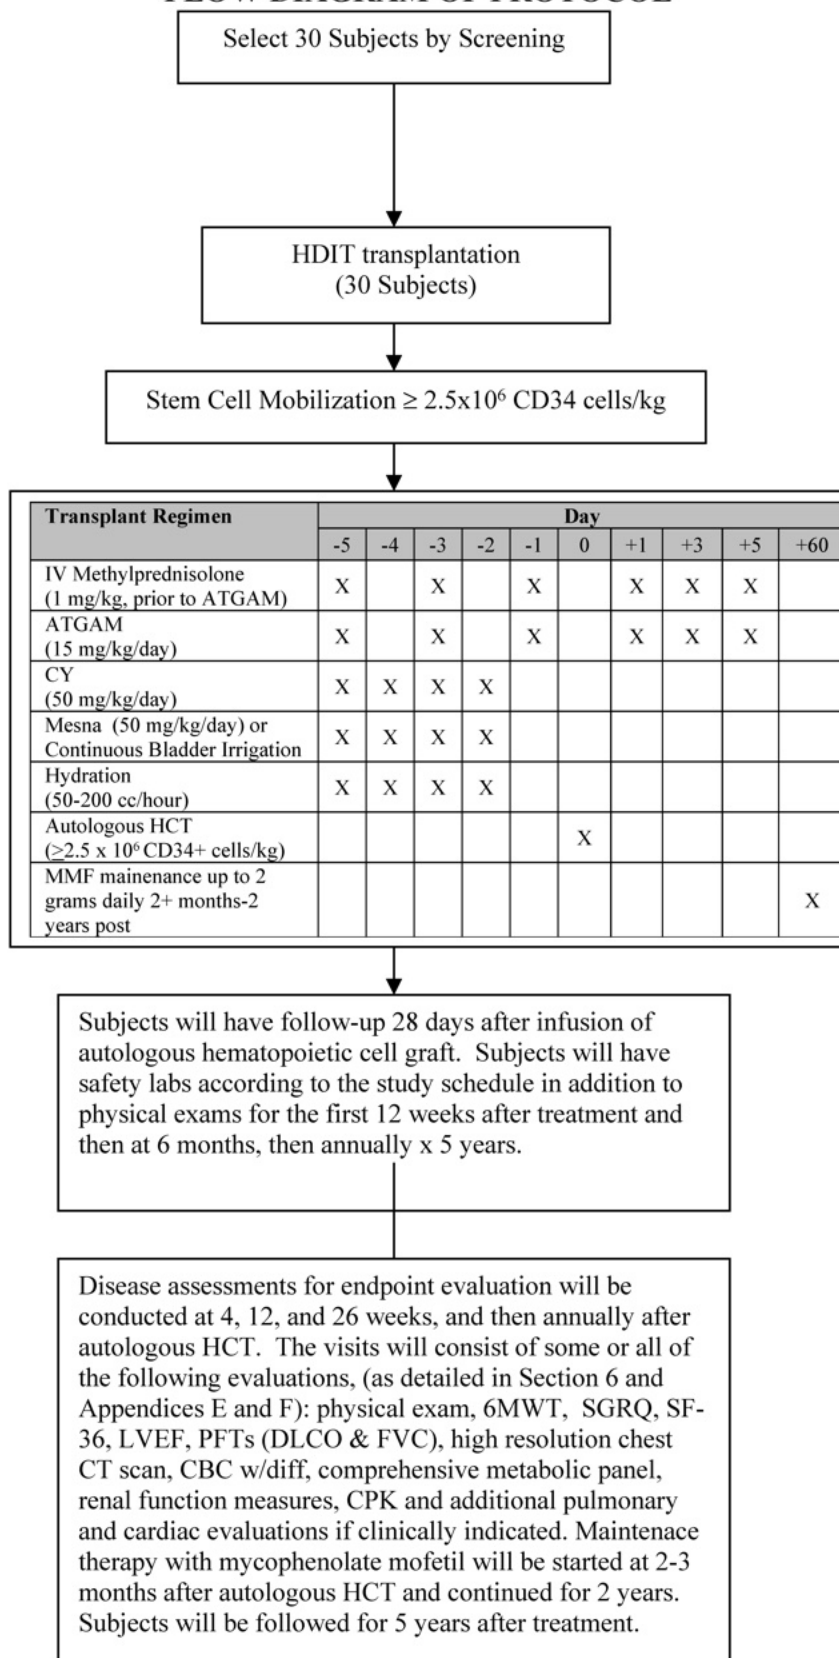 FLOW DIAGRAM OF PROTOCOL
Select 30 Subjects by Screening
HDIT transplantation
(30 Subjects)
Stem Cell Mobilization ≥ 2.5x10⁶ CD34 cells/kg
Transplant Regimen Day
-5 -4 -3 -2 -1 0 +1 +3 +5 +60
IV Methylprednisolone
(1 mg/kg, prior to ATGAM) X X X X X X
ATGAM
(15 mg/kg/day) X X X X X X
CY
(50 mg/kg/day) X X X X
Mesna (50 mg/kg/day) or
Continuous Bladder Irrigation X X X X
Hydration
(50-200 cc/hour) X X X X
Autologous HCT
(≥2.5 x 10⁶ CD34+ cells/kg) X
MMF mainenance up to 2
grams daily 2+ months-2 X
years post
Subjects will have follow-up 28 days after infusion of
autologous hematopoietic cell graft. Subjects will have
safety labs according to the study schedule in addition to
physical exams for the first 12 weeks after treatment and
then at 6 months, then annually x 5 years.
Disease assessments for endpoint evaluation will be
conducted at 4, 12, and 26 weeks, and then annually after
autologous HCT. The visits will consist of some or all of
the following evaluations, (as detailed in Section 6 and
Appendices E and F): physical exam, 6MWT, SGRQ, SF-
36, LVEF, PFTs (DLCO & FVC), high resolution chest
CT scan, CBC w/diff, comprehensive metabolic panel,
renal function measures, CPK and additional pulmonary
and cardiac evaluations if clinically indicated. Maintenace
therapy with mycophenolate mofetil will be started at 2-3
months after autologous HCT and continued for 2 years.
Subjects will be followed for 5 years after treatment.